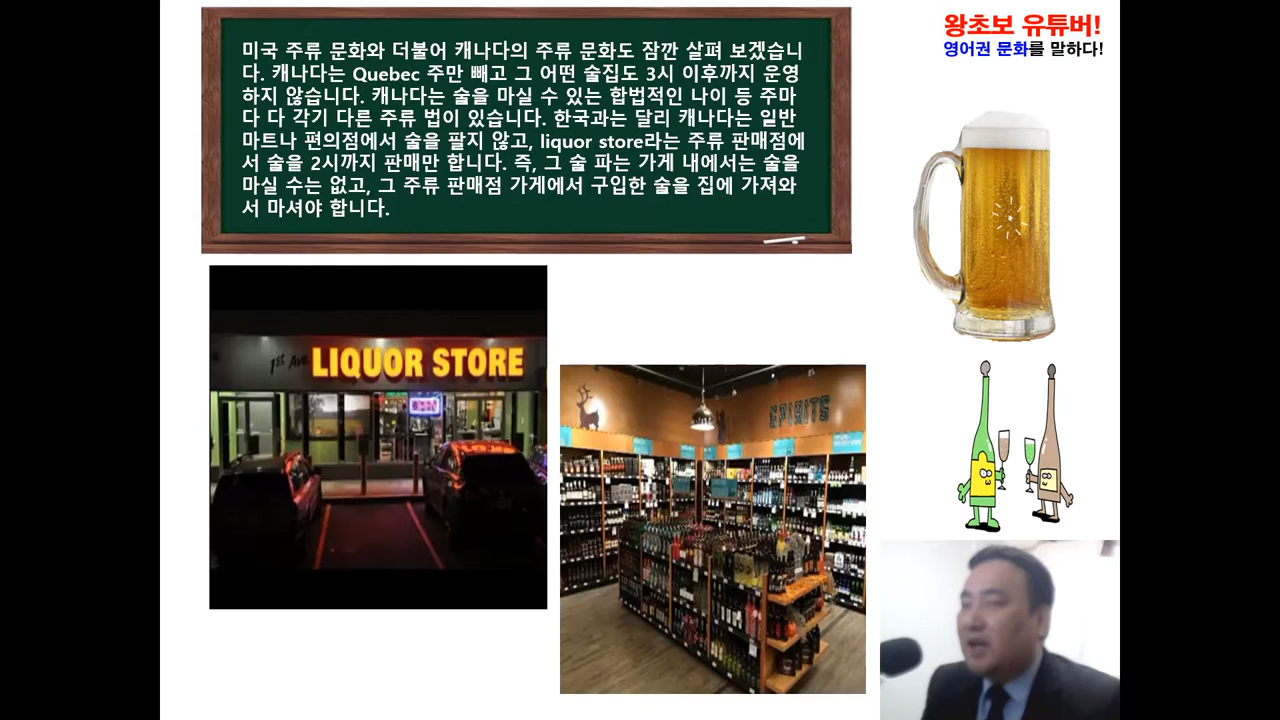 왕초보 유튜버!
영어권 문화를 말하다!
미국 주류 문화와 더불어 캐나다의 주류 문화도 잠깐 살펴 보겠습니
다. 캐나다는 Quebec 주만 빼고 그 어떤 술집도 3시 이후까지 운영
하지 않습니다. 캐나다는 술을 마실 수 있는 합법적인 나이 등 주마
다 다 각기 다른 주류 법이 있습니다. 한국과는 달리 캐나다는 일반
마트나 편의점에서 술을 팔지 않고, liquor store라는 주류 판매점에
서 술을 2시까지 판매만 합니다. 즉, 그 술 파는 가게 내에서는 술을
마실 수는 없고, 그 주류 판매점 가게에서 구입한 술을 집에 가져와
서 마셔야 합니다.
1st Ave LIQUOR STORE
OPEN
SPIRITS